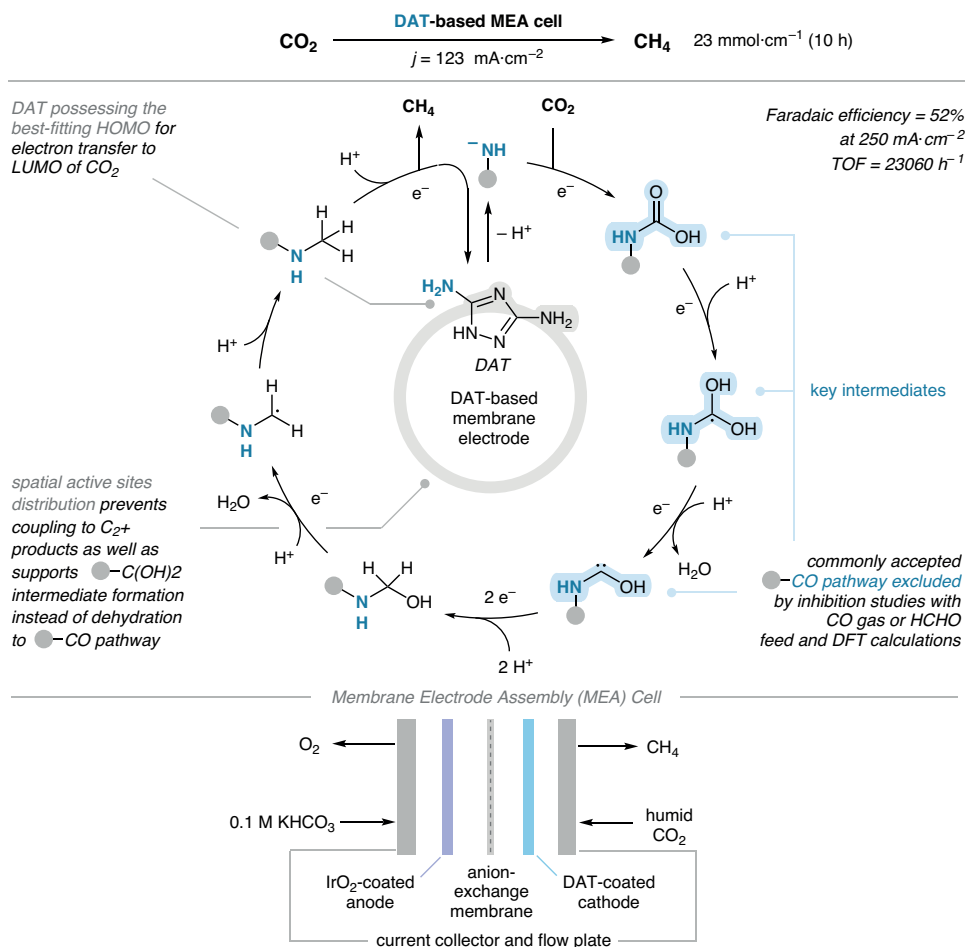 DAT-based MEA cell
CO₂
CH₄
23 mmol·cm⁻¹ (10 h)
j = 123 mA·cm⁻²
DAT possessing the
best-fitting HOMO for
electron transfer to
LUMO of CO₂
CH₄
CO₂
Faradaic efficiency = 52%
at 250 mA·cm⁻²
TOF = 23060 h⁻¹
H⁺
e⁻
⁻NH
e⁻
– H⁺
H
H
H
N
H
O
HN
OH
H₂N
N
NH₂
HN
N
DAT
DAT-based
membrane
electrode
e⁻
H⁺
H⁺
OH
HN
OH
key intermediates
H
N
H
H
spatial active sites
distribution prevents
coupling to C₂+
products as well as
supports –C(OH)2
intermediate formation
instead of dehydration
to –CO pathway
H₂O
e⁻
H⁺
e⁻
H⁺
H₂O
H
H
N
H
OH
2 e⁻
2 H⁺
HN
OH
commonly accepted
–CO pathway excluded
by inhibition studies with
CO gas or HCHO
feed and DFT calculations
Membrane Electrode Assembly (MEA) Cell
O₂
CH₄
0.1 M KHCO₃
humid
CO₂
IrO₂-coated
anode
anion-
exchange
membrane
DAT-coated
cathode
current collector and flow plate